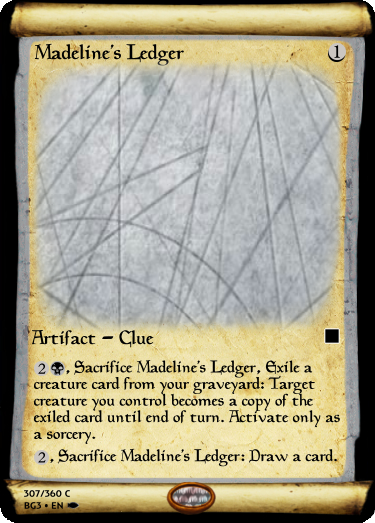 Madeline's Ledger 1
Artifact – Clue
2 , Sacrifice Madeline's Ledger, Exile a
creature card from your graveyard: Target
creature you control becomes a copy of the
exiled card until end of turn. Activate only as
a sorcery.
2 , Sacrifice Madeline's Ledger: Draw a card.
307/360 C
BG3 • EN